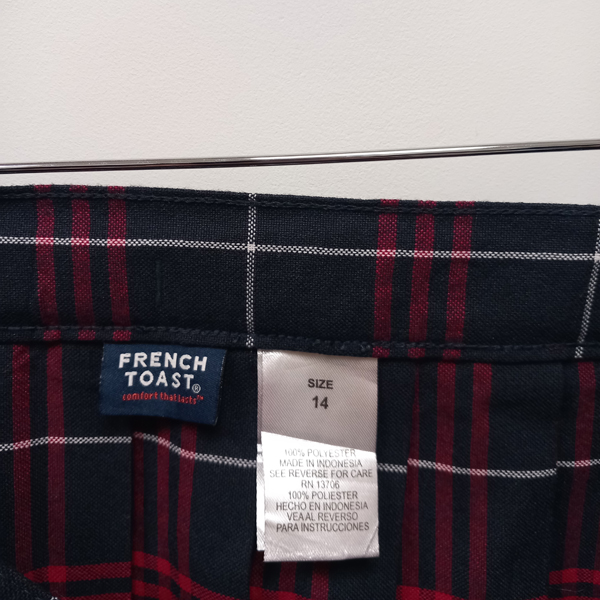 FRENCH
TOAST®
comfort that lasts™
SIZE
14
100% POLYESTER
MADE IN INDONESIA
SEE REVERSE FOR CARE
RN 13706
100% POLIESTER
HECHO EN INDONESIA
VEA AL REVERSO
PARA INSTRUCCIONES